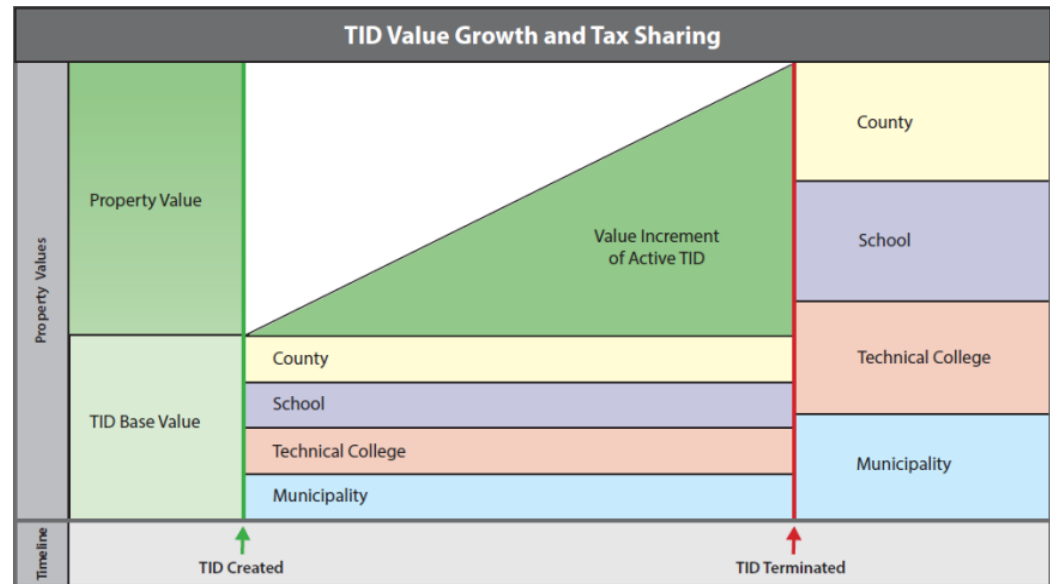 TID Value Growth and Tax Sharing
Property Values
Property Value
TID Base Value
Value Increment
of Active TID
County
School
Technical College
Municipality
County
School
Technical College
Municipality
Timeline
TID Created
TID Terminated